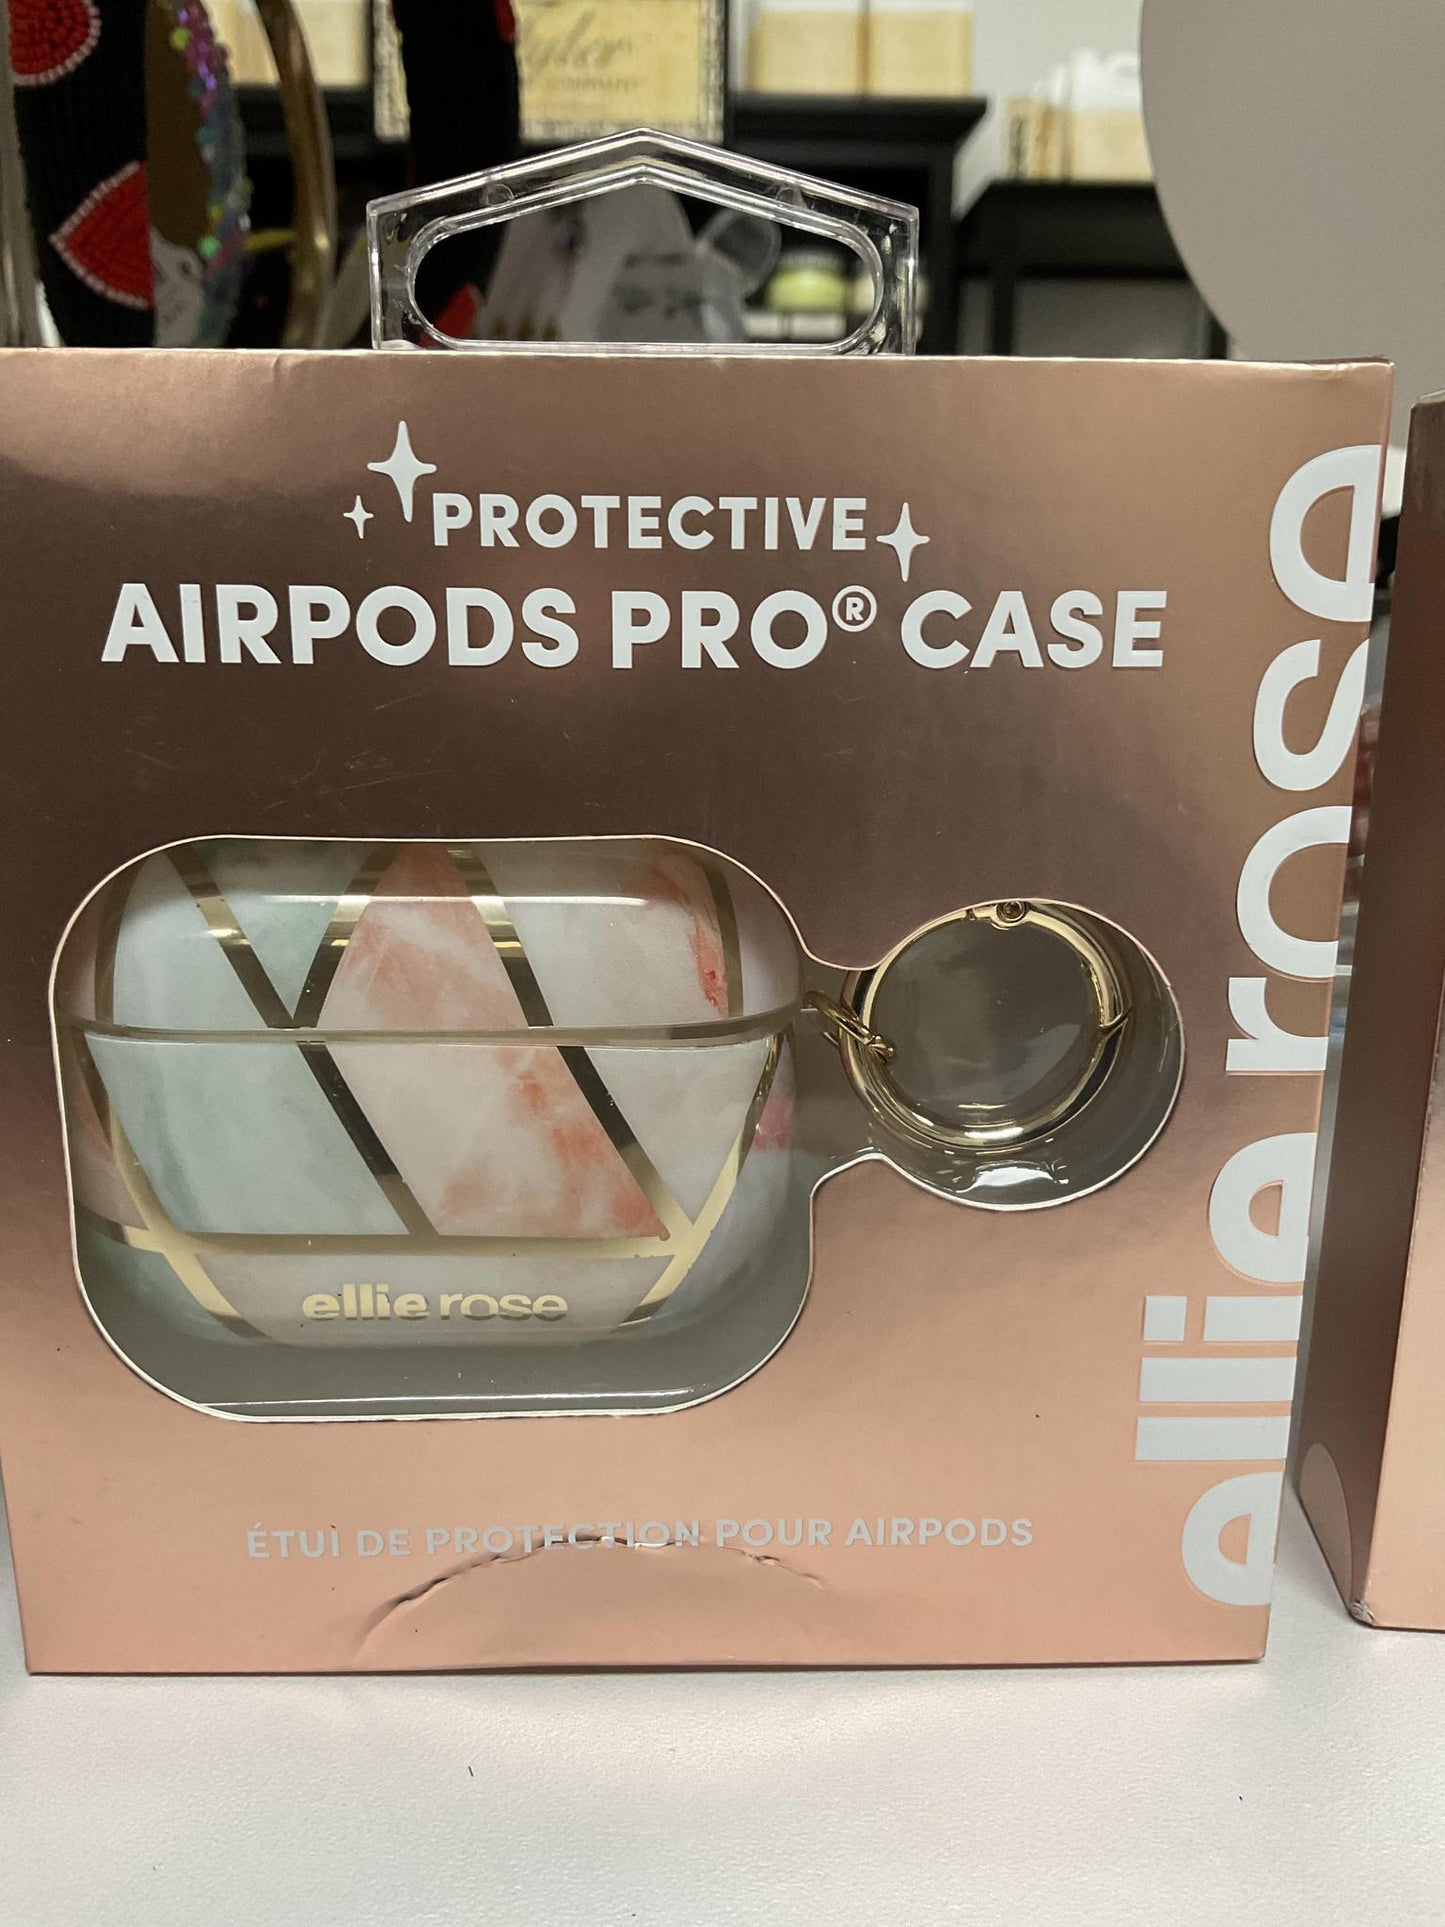 PROTECTIVE
AIRPODS PRO® CASE
ellie rose
ellie rose
ÉTUI DE PROTECTION POUR AIRPODS